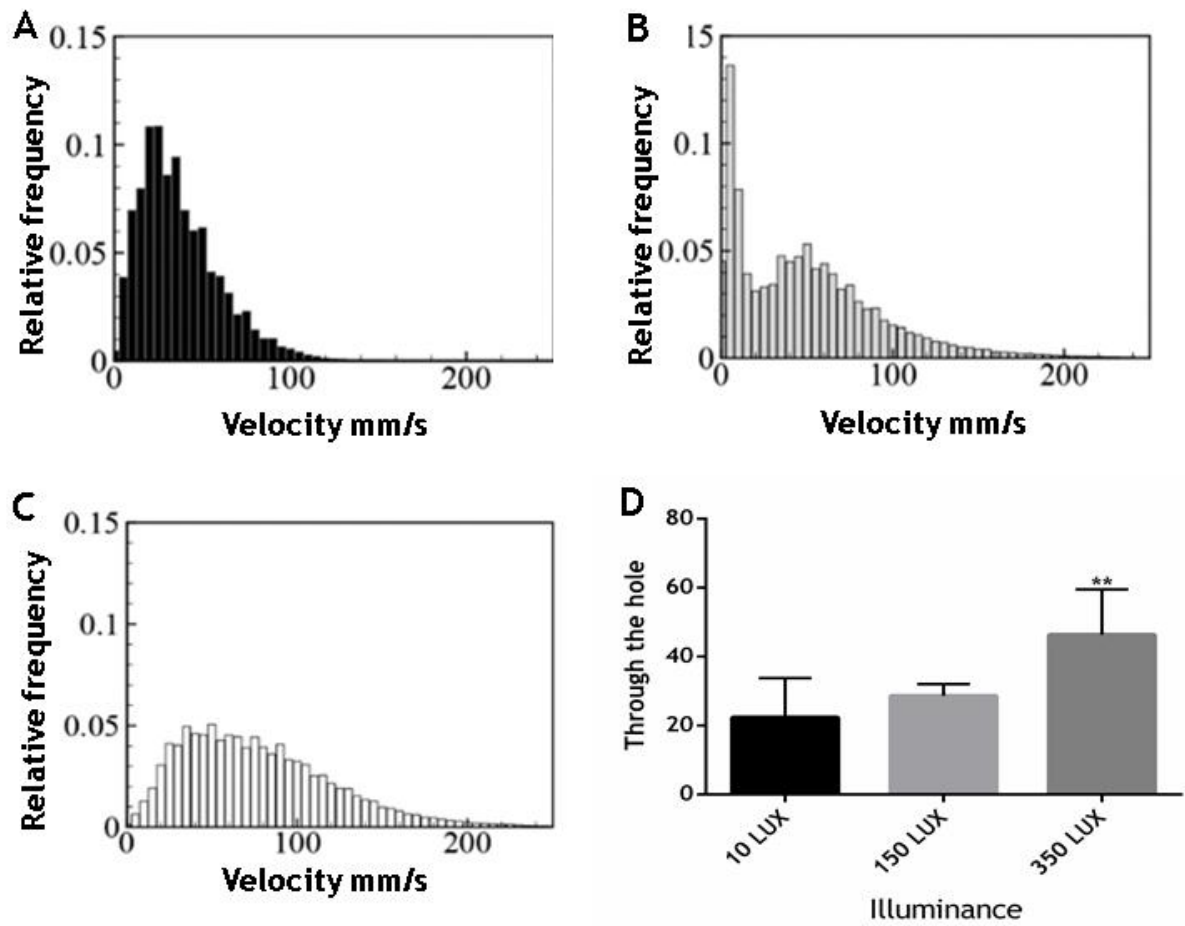 A
0.15
0.1
0.05
0
Relative frequency
0 100 200
Velocity mm/s
B
15
0.1
0.05
0
Relative frequency
0 100 200
Velocity mm/s
C
0.15
0.1
0.05
0
Relative frequency
0 100 200
Velocity mm/s
D
80
60
40
20
0
Through the hole
**
10 LUX
150 LUX
350 LUX
Illuminance